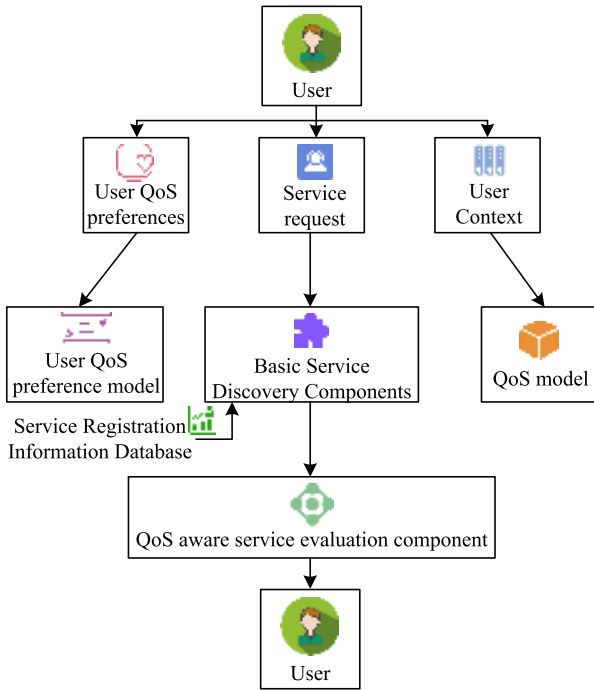 User
User QoS
preferences
Service
request
User
Context
User QoS
preference model
Basic Service
Discovery Components
QoS model
Service Registration
Information Database
QoS aware service evaluation component
User